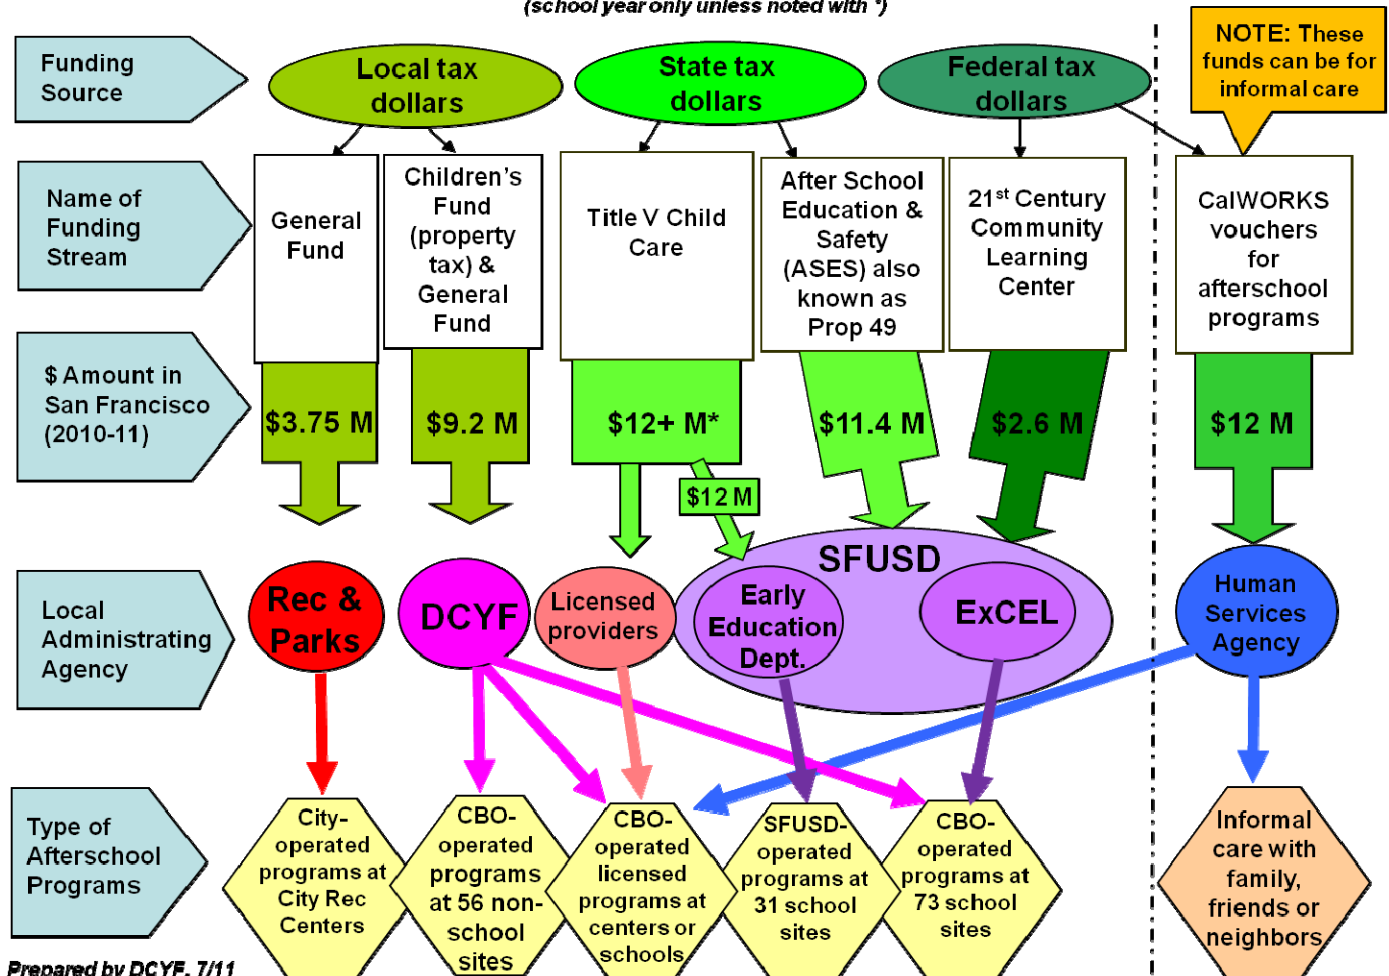 (school year only unless noted with *)
Funding
Source
Local tax
dollars
State tax
dollars
Federal tax
dollars
NOTE: These
funds can be for
informal care
Name of
Funding
Stream
General
Fund
Children's
Fund
(property
tax) &
General
Fund
Title V Child
Care
After School
Education &
Safety
(ASES) also
known as
Prop 49
21st Century
Community
Learning
Center
CalWORKS
vouchers
for
afterschool
programs
$ Amount in
San Francisco
(2010-11)
$3.75 M
$9.2 M
$12+ M*
$11.4 M
$2.6 M
$12 M
$12 M
Local
Administrating
Agency
Rec &
Parks
DCYF
Licensed
providers
SFUSD
Early
Education
Dept.
ExCEL
Human
Services
Agency
Type of
Afterschool
Programs
City-
operated
programs at
City Rec
Centers
CBO-
operated
programs
at 56 non-
school
sites
CBO-
operated
licensed
programs at
centers or
schools
SFUSD-
operated
programs at
31 school
sites
CBO-
operated
programs at
73 school
sites
Informal
care with
family,
friends or
neighbors
Prepared by DCYF, 7/11